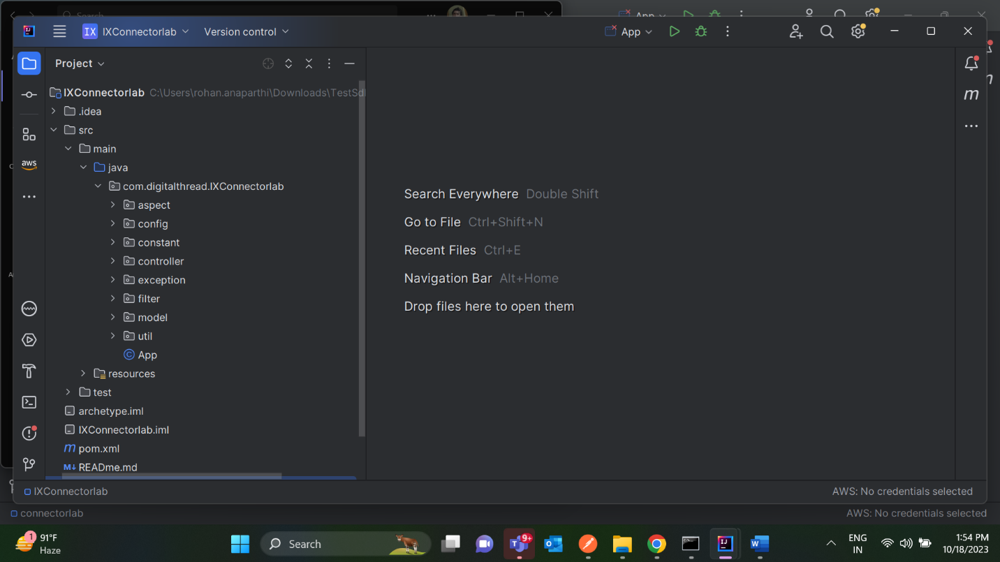 Search
App
IX IXConnectorlab
Version control
App
Project
IXConnectorlab C:\Users\rohan.anaparthi\Downloads\TestSd
.idea
src
main
java
com.digitalthread.IXConnectorlab
aspect
config
constant
controller
exception
filter
model
util
C App
resources
test
archetype.iml
IXConnectorlab.iml
m pom.xml
M↓ READme.md
aws
m
Search Everywhere Double Shift
Go to File Ctrl+Shift+N
Recent Files Ctrl+E
Navigation Bar Alt+Home
Drop files here to open them
IXConnectorlab
AWS: No credentials selected
connectorlab
AWS: No credentials selected
1
91°F
Haze
Search
9+
ENG
IN
1:54 PM
10/18/2023